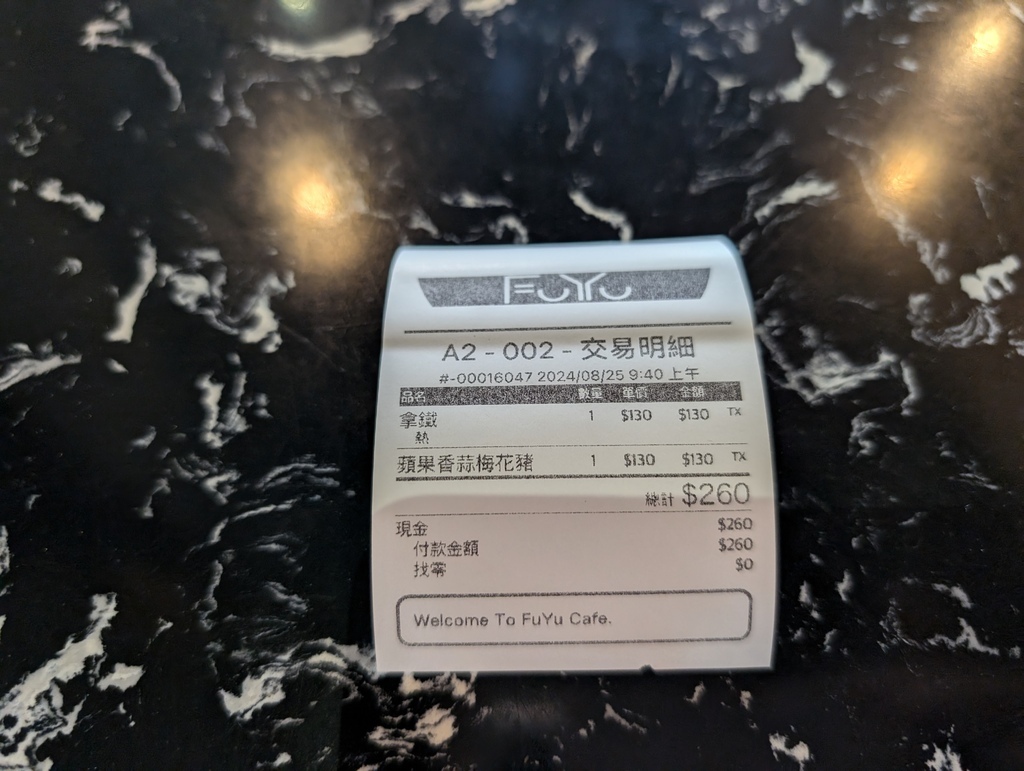 FuYu
A2 - 002 - 交易明細
#-00016047 2024/08/25 9:40 上午
品名 數量 單價 金額
拿鐵 1 $130 $130 TX
熱
蘋果香蒜梅花豬 1 $130 $130 TX
總計 $260
現金 $260
付款金額 $260
找零 $0
Welcome To FuYu Cafe.